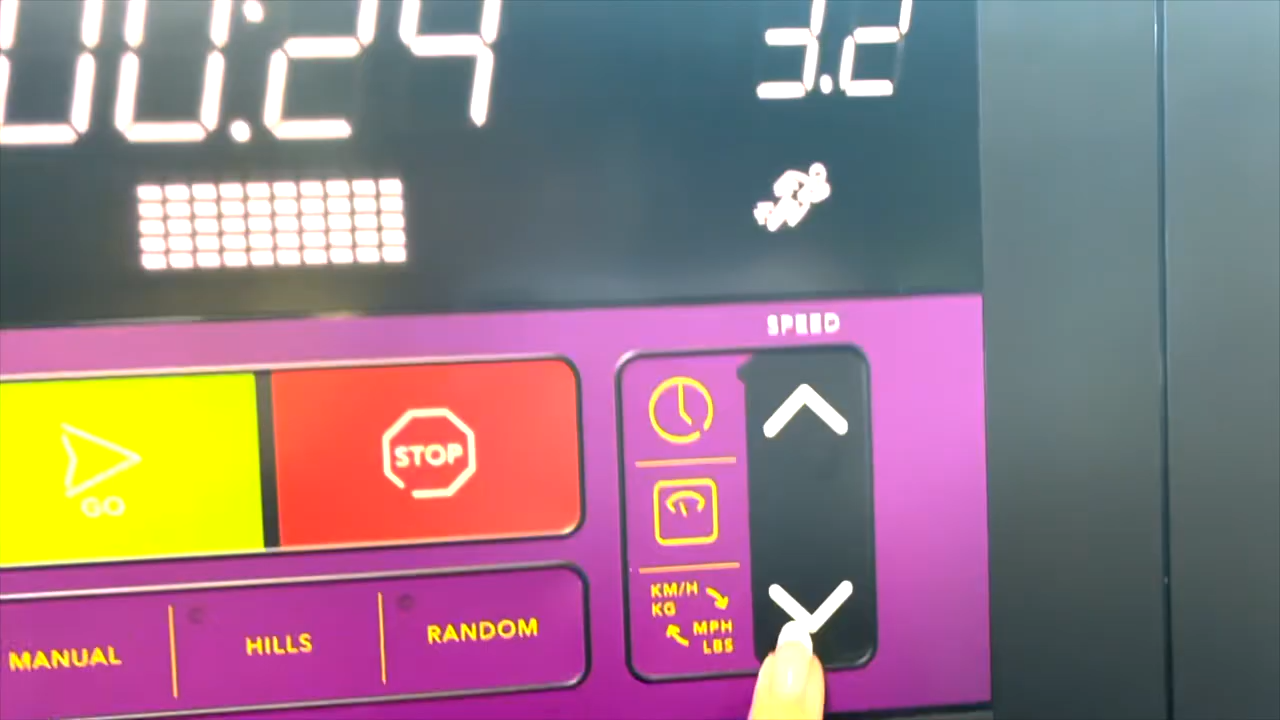 00:24
3.2
SPEED
STOP
GO
KM/H
KG
MPH
LBS
MANUAL
HILLS
RANDOM